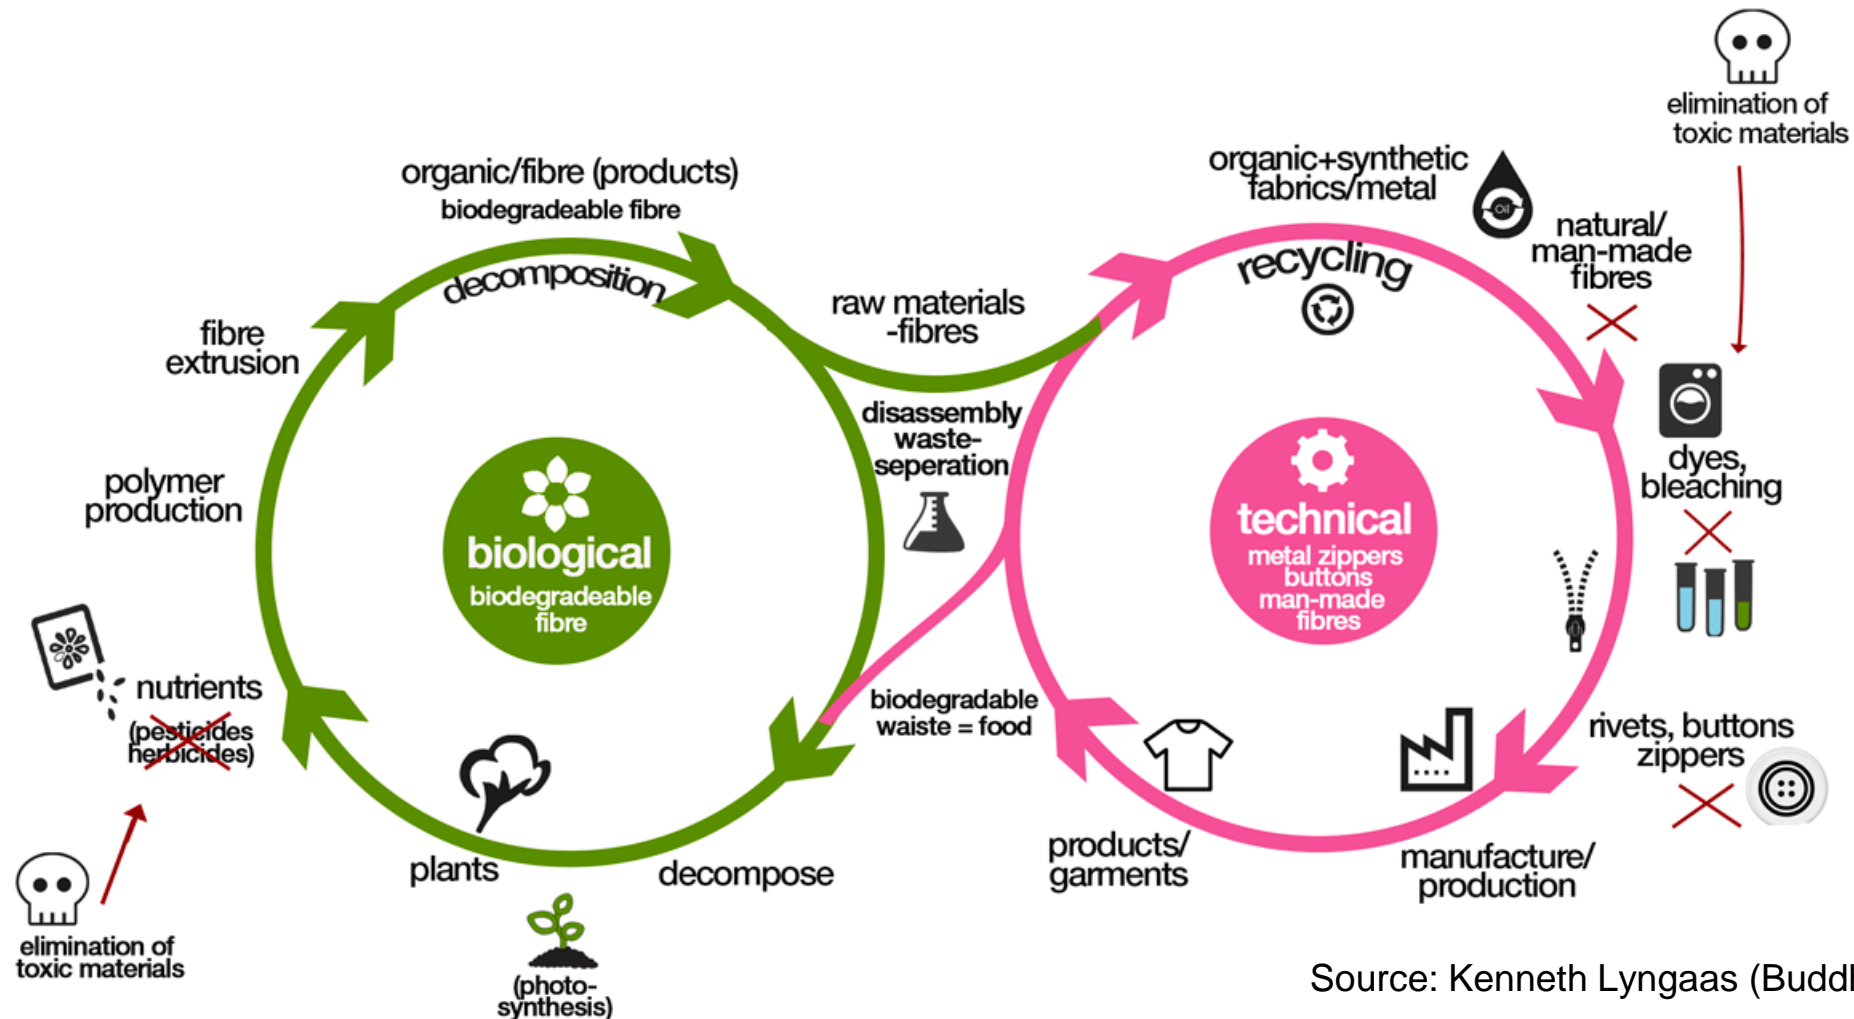 elimination of
toxic materials
organic/fibre (products)
biodegradeable fibre
decomposition
fibre
extrusion
polymer
production
nutrients
(pesticides
herbicides)
elimination of
toxic materials
plants
(photo-
synthesis)
decompose
biological
biodegradeable
fibre
raw materials
-fibres
disassembly
waste-
seperation
biodegradable
waiste = food
organic+synthetic
fabrics/metal
Oil
recycling
natural/
man-made
fibres
technical
metal zippers
buttons
man-made
fibres
dyes,
bleaching
rivets, buttons
zippers
manufacture/
production
products/
garments
Source: Kenneth Lyngaas (Buddl